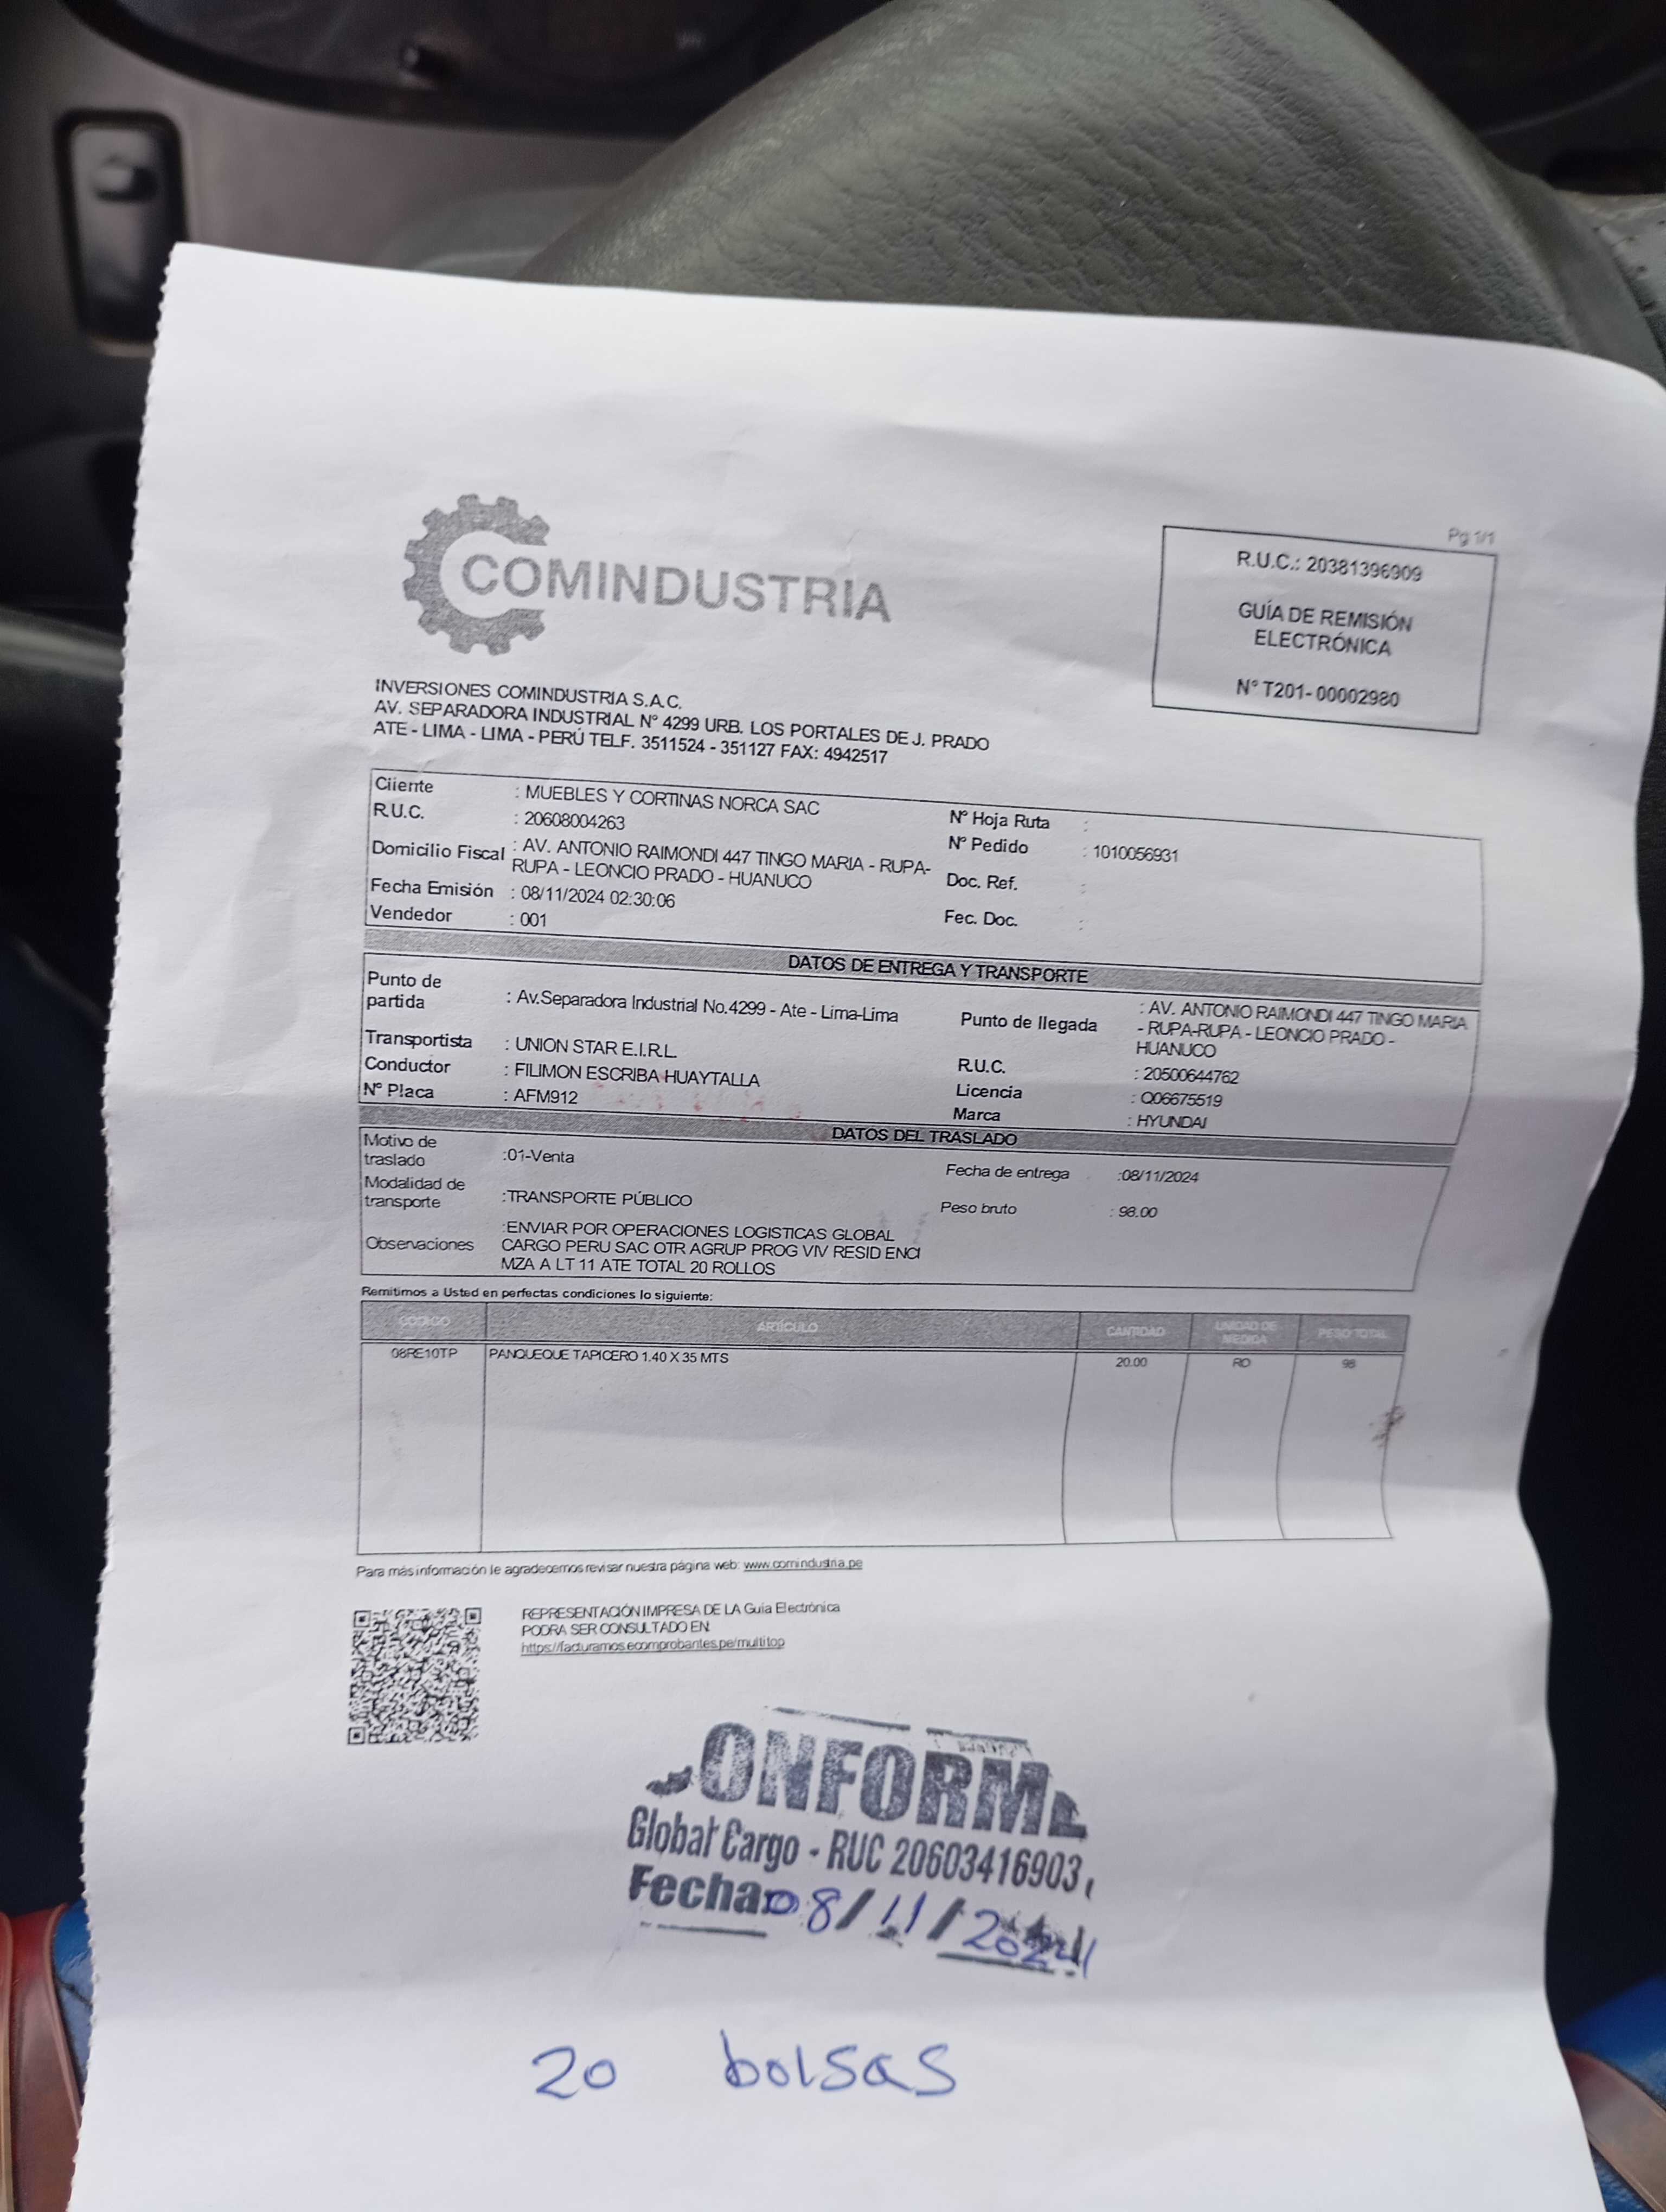 Pg 1/1
COMINDUSTRIA
R.U.C.: 20381396909
GUÍA DE REMISIÓN
ELECTRÓNICA
N° T201- 00002980
INVERSIONES COMINDUSTRIA S.A.C.
AV. SEPARADORA INDUSTRIAL N° 4299 URB. LOS PORTALES DE J. PRADO
ATE - LIMA - LIMA - PERÚ TELF. 3511524 - 351127 FAX: 4942517
Cliente : MUEBLES Y CORTINAS NORCA SAC
R.U.C. : 20608004263
Domicilio Fiscal : AV. ANTONIO RAIMONDI 447 TINGO MARIA - RUPA-
RUPA - LEONCIO PRADO - HUANUCO
Fecha Emisión : 08/11/2024 02:30:06
Vendedor : 001
N° Hoja Ruta :
N° Pedido : 1010056931
Doc. Ref. :
Fec. Doc. :
DATOS DE ENTREGA Y TRANSPORTE
Punto de
partida : Av.Separadora Industrial No.4299 - Ate - Lima-Lima
Transportista : UNION STAR E.I.R.L.
Conductor : FILIMON ESCRIBA HUAYTALLA
N° Placa : AFM912
Punto de llegada : AV. ANTONIO RAIMONDI 447 TINGO MARIA
- RUPA-RUPA - LEONCIO PRADO -
HUANUCO
R.U.C. : 20500644762
Licencia : Q06675519
Marca : HYUNDAI
DATOS DEL TRASLADO
Motivo de
traslado :01-Venta
Modalidad de
transporte :TRANSPORTE PÚBLICO
Fecha de entrega :08/11/2024
Peso bruto : 98.00
Observaciones :ENVIAR POR OPERACIONES LOGISTICAS GLOBAL
CARGO PERU SAC OTR AGRUP PROG VIV RESID ENCI
MZA A LT 11 ATE TOTAL 20 ROLLOS
Remitimos a Usted en perfectas condiciones lo siguiente:
CÓDIGO ARTÍCULO CANTIDAD UNIDAD DE MEDIDA PESO TOTAL
08RE10TP PANQUEQUE TAPICERO 1.40 X 35 MTS 20.00 RO 98
Para más información le agradecemos revisar nuestra página web: www.comindustria.pe
REPRESENTACIÓN IMPRESA DE LA Guía Electrónica
PODRA SER CONSULTADO EN
https://facturamos.ecomprobantes.pe/multitop
CONFORME
Global Cargo - RUC 20603416903
Fecha: 08/11/2024
20 bolsas